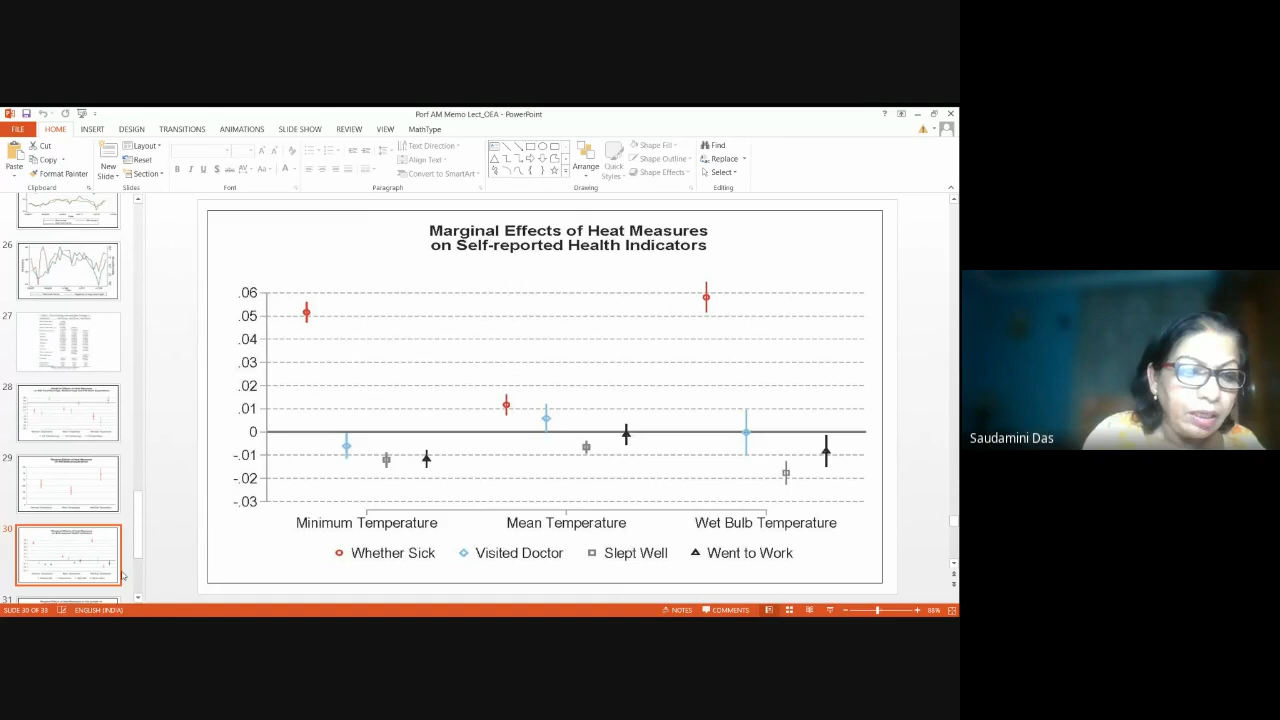 Porf AM Memo Lect_OEA - PowerPoint
FILE HOME INSERT DESIGN TRANSITIONS ANIMATIONS SLIDE SHOW REVIEW VIEW MathType
Paste
Cut
Copy
Format Painter
Clipboard
New Slide
Layout
Reset
Section
Slides
Font
Text Direction
Align Text
Convert to SmartArt
Paragraph
Arrange
Quick Styles
Shape Fill
Shape Outline
Shape Effects
Drawing
Find
Replace
Select
Editing
26
27
28
29
30
31
Marginal Effects of Heat Measures
on Self-reported Health Indicators
.06
.05
.04
.03
.02
.01
0
-.01
-.02
-.03
Minimum Temperature Mean Temperature Wet Bulb Temperature
Whether Sick Visited Doctor Slept Well Went to Work
SLIDE 30 OF 33 ENGLISH (INDIA) NOTES COMMENTS 88%
Saudamini Das